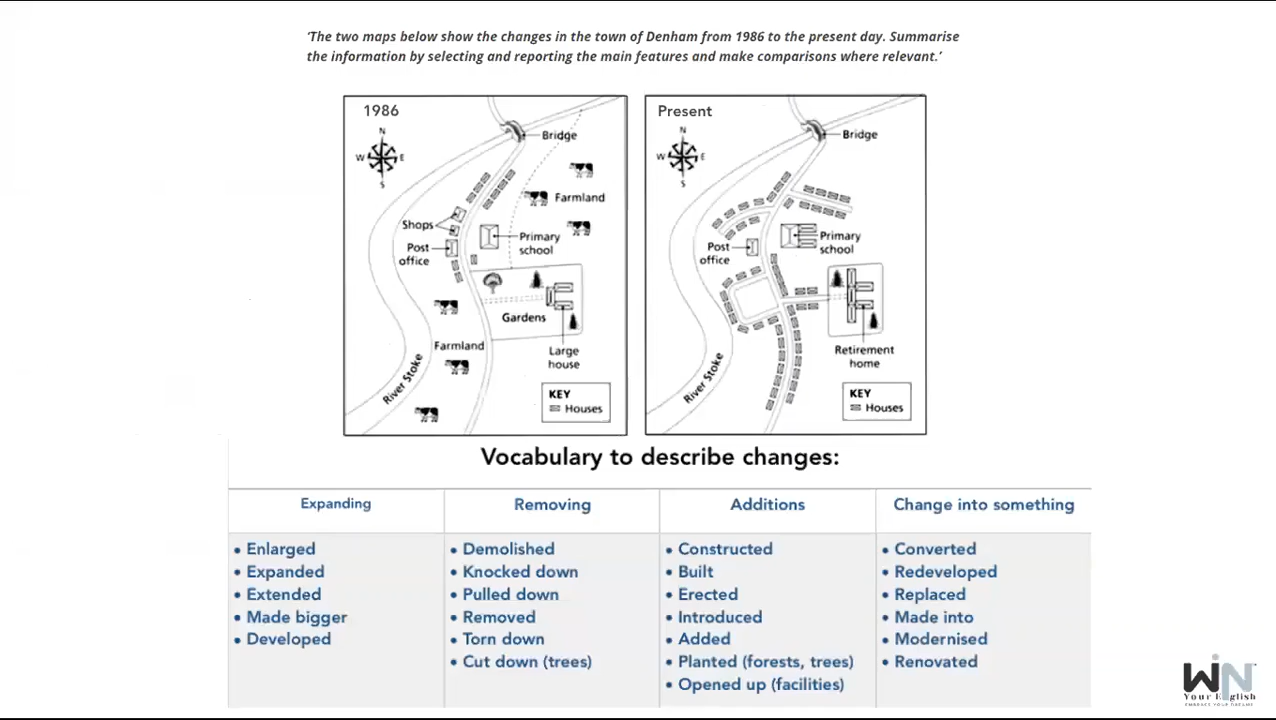 ‘The two maps below show the changes in the town of Denham from 1986 to the present day. Summarise
the information by selecting and reporting the main features and make comparisons where relevant.’
1986
N
W
E
S
Bridge
Farmland
Shops
Post
office
Primary
school
Gardens
Farmland
Large
house
River Stoke
KEY
Houses
Present
N
W
E
S
Bridge
Post
office
Primary
school
Retirement
home
River Stoke
KEY
Houses
Vocabulary to describe changes:
Expanding
• Enlarged
• Expanded
• Extended
• Made bigger
• Developed
Removing
• Demolished
• Knocked down
• Pulled down
• Removed
• Torn down
• Cut down (trees)
Additions
• Constructed
• Built
• Erected
• Introduced
• Added
• Planted (forests, trees)
• Opened up (facilities)
Change into something
• Converted
• Redeveloped
• Replaced
• Made into
• Modernised
• Renovated
WiN
Your English
EMBRACE YOUR DREAMS